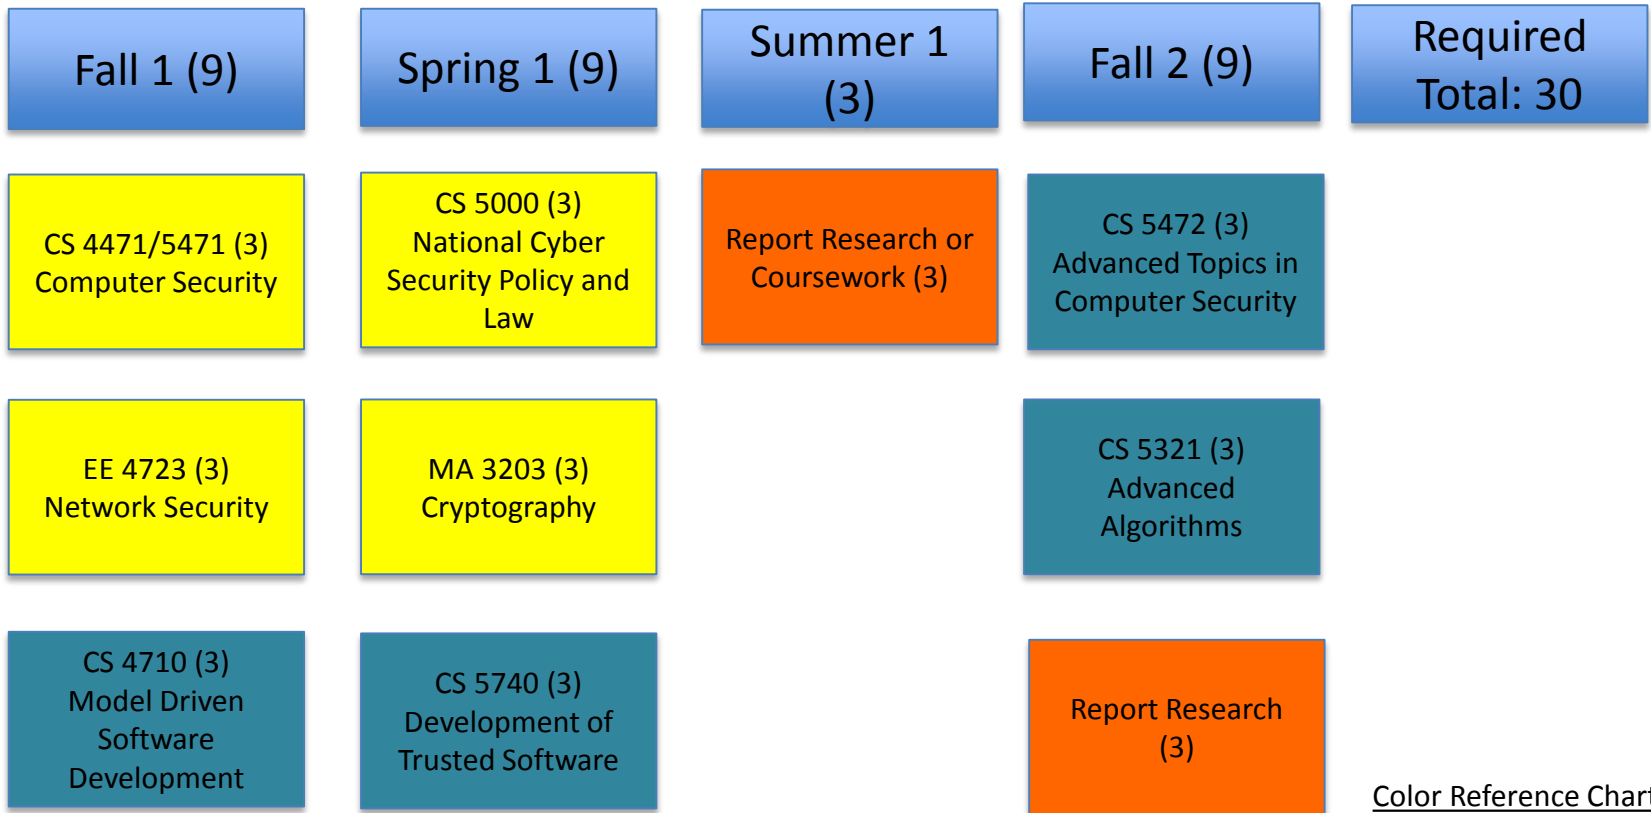 Fall 1 (9)
Spring 1 (9)
Summer 1
(3)
Fall 2 (9)
Required
Total: 30
CS 4471/5471 (3)
Computer Security
CS 5000 (3)
National Cyber
Security Policy and
Law
Report Research or
Coursework (3)
CS 5472 (3)
Advanced Topics in
Computer Security
EE 4723 (3)
Network Security
MA 3203 (3)
Cryptography
CS 5321 (3)
Advanced
Algorithms
CS 4710 (3)
Model Driven
Software
Development
CS 5740 (3)
Development of
Trusted Software
Report Research
(3)
Color Reference Chart